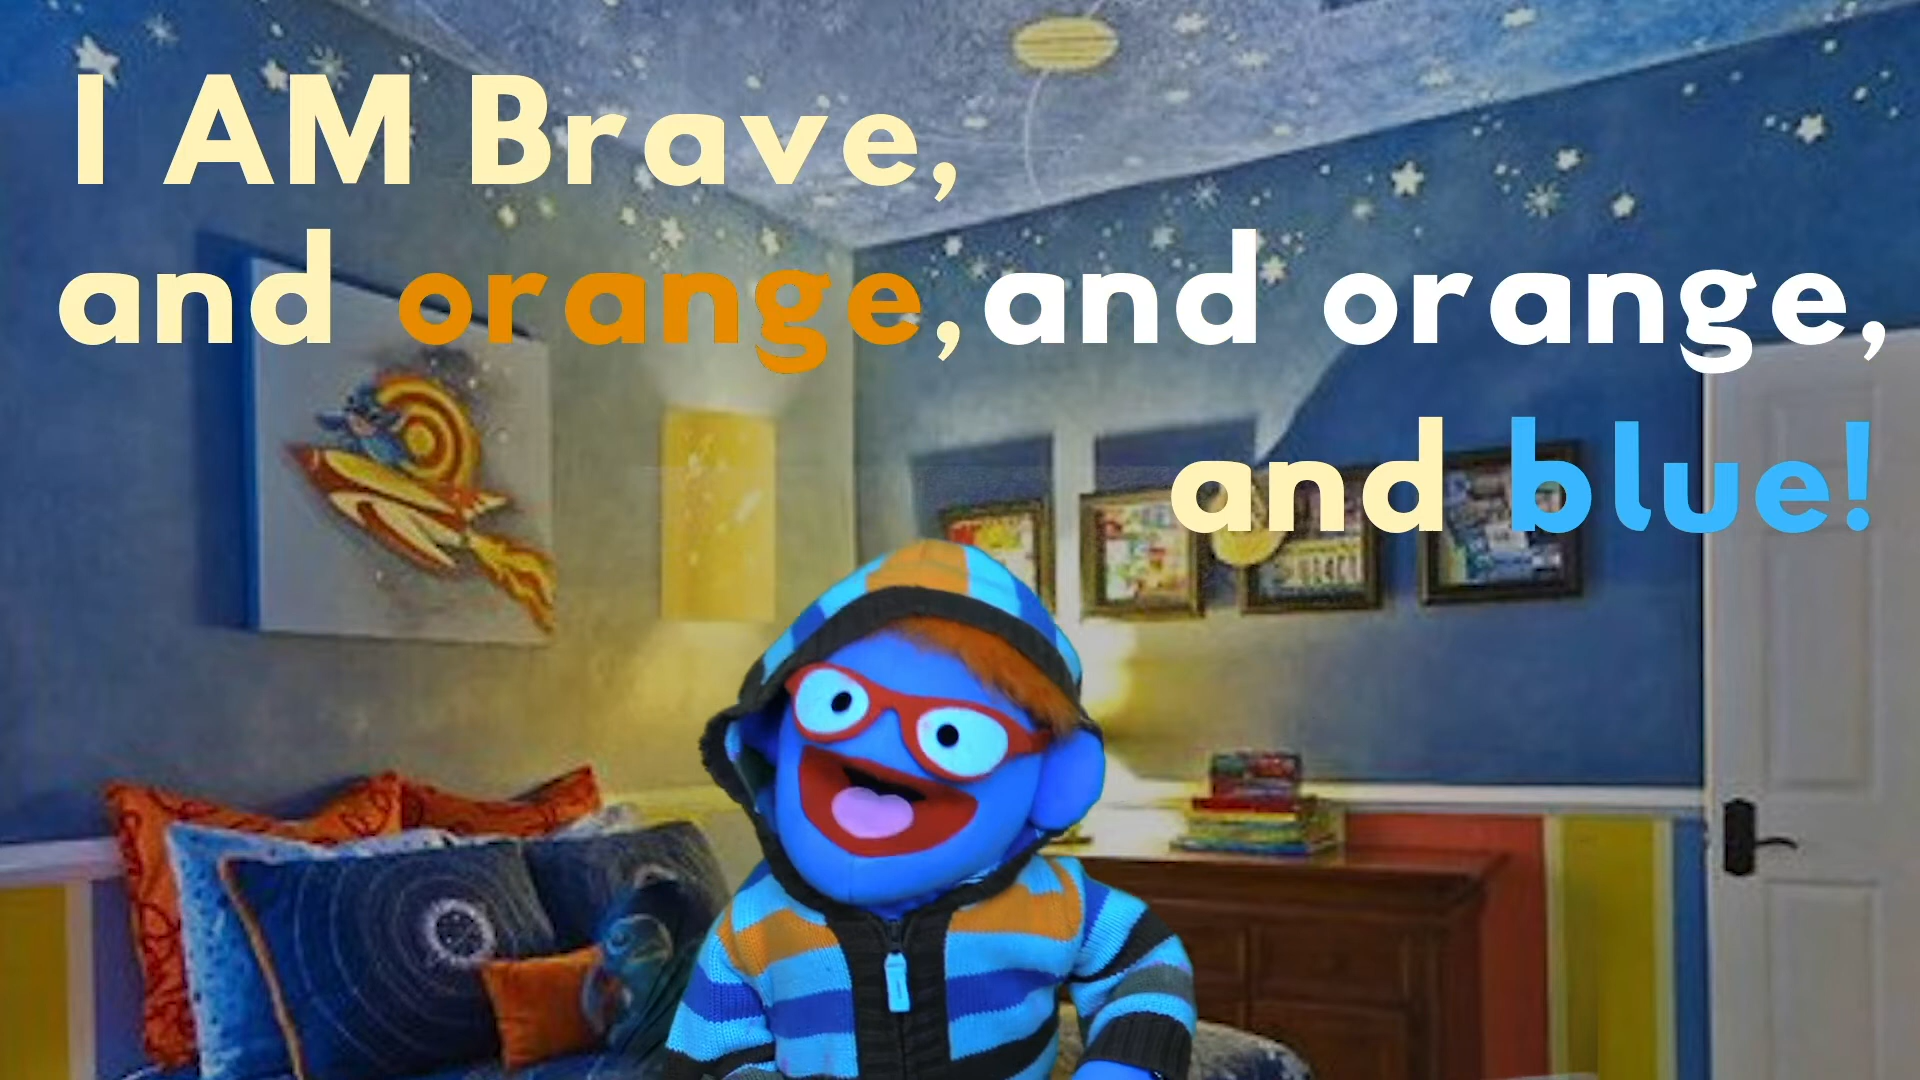 I AM Brave,
and orange, and orange,
and blue!